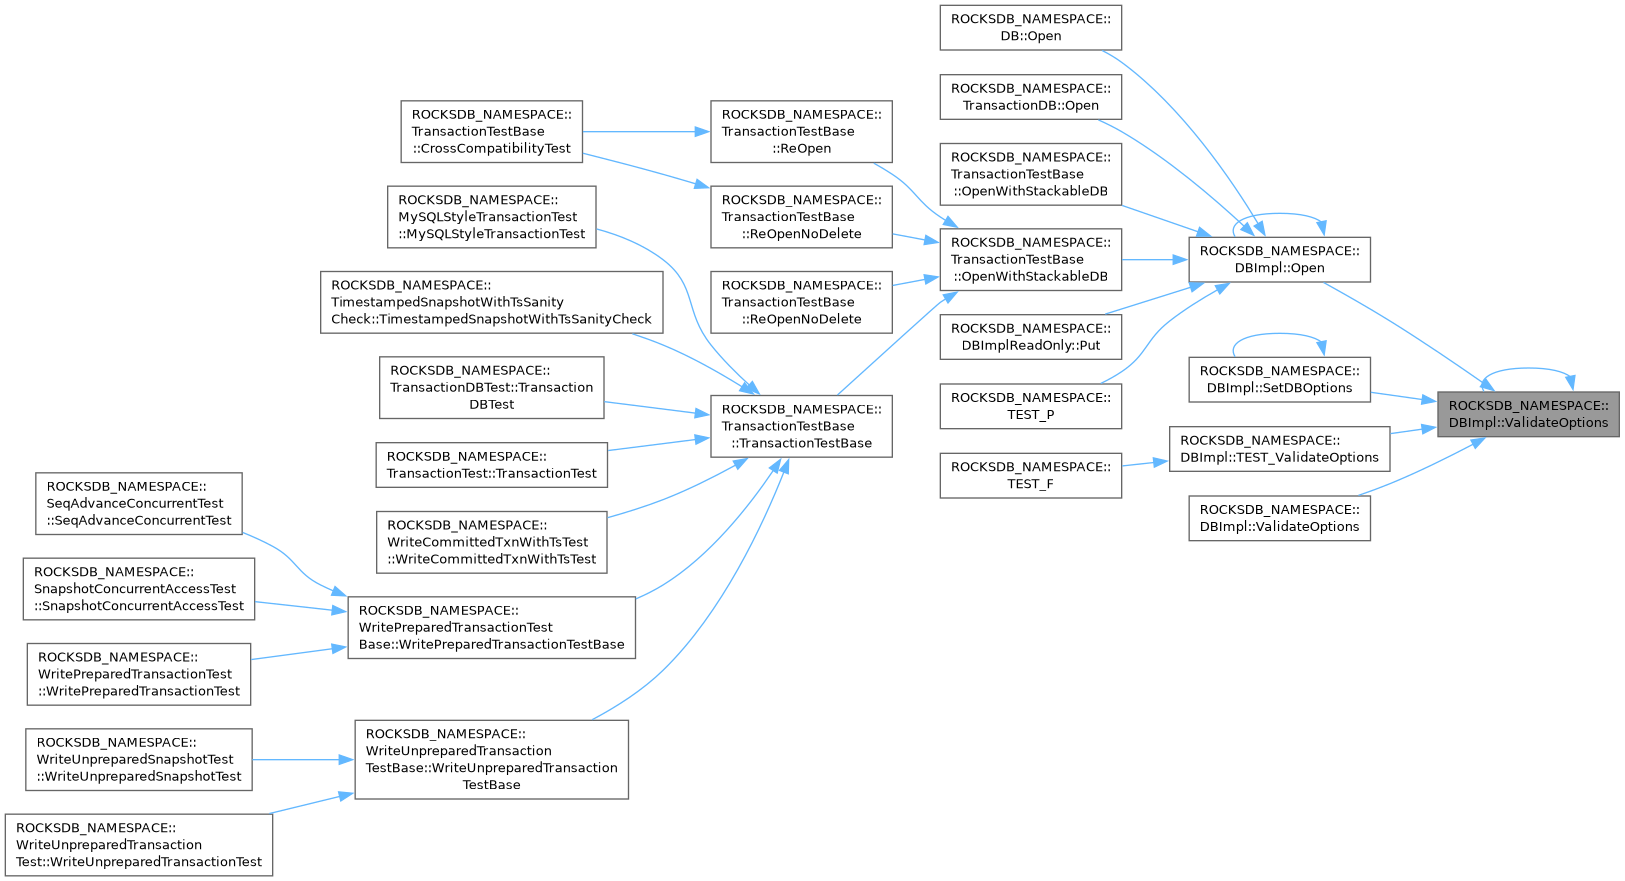 ROCKSDB_NAMESPACE::
DB::Open
ROCKSDB_NAMESPACE::
TransactionDB::Open
ROCKSDB_NAMESPACE::
TransactionTestBase
::CrossCompatibilityTest
ROCKSDB_NAMESPACE::
TransactionTestBase
::ReOpen
ROCKSDB_NAMESPACE::
TransactionTestBase
::OpenWithStackableDB
ROCKSDB_NAMESPACE::
MySQLStyleTransactionTest
::MySQLStyleTransactionTest
ROCKSDB_NAMESPACE::
TransactionTestBase
::ReOpenNoDelete
ROCKSDB_NAMESPACE::
TransactionTestBase
::OpenWithStackableDB
ROCKSDB_NAMESPACE::
DBImpl::Open
ROCKSDB_NAMESPACE::
TimestampedSnapshotWithTsSanity
Check::TimestampedSnapshotWithTsSanityCheck
ROCKSDB_NAMESPACE::
TransactionTestBase
::ReOpenNoDelete
ROCKSDB_NAMESPACE::
DBImplReadOnly::Put
ROCKSDB_NAMESPACE::
TransactionDBTest::Transaction
DBTest
ROCKSDB_NAMESPACE::
DBImpl::SetDBOptions
ROCKSDB_NAMESPACE::
TEST_P
ROCKSDB_NAMESPACE::
TransactionTestBase
::TransactionTestBase
ROCKSDB_NAMESPACE::
DBImpl::ValidateOptions
ROCKSDB_NAMESPACE::
TransactionTest::TransactionTest
ROCKSDB_NAMESPACE::
TEST_F
ROCKSDB_NAMESPACE::
DBImpl::TEST_ValidateOptions
ROCKSDB_NAMESPACE::
SeqAdvanceConcurrentTest
::SeqAdvanceConcurrentTest
ROCKSDB_NAMESPACE::
WriteCommittedTxnWithTsTest
::WriteCommittedTxnWithTsTest
ROCKSDB_NAMESPACE::
DBImpl::ValidateOptions
ROCKSDB_NAMESPACE::
SnapshotConcurrentAccessTest
::SnapshotConcurrentAccessTest
ROCKSDB_NAMESPACE::
WritePreparedTransactionTest
Base::WritePreparedTransactionTestBase
ROCKSDB_NAMESPACE::
WritePreparedTransactionTest
::WritePreparedTransactionTest
ROCKSDB_NAMESPACE::
WriteUnpreparedSnapshotTest
::WriteUnpreparedSnapshotTest
ROCKSDB_NAMESPACE::
WriteUnpreparedTransaction
TestBase::WriteUnpreparedTransaction
TestBase
ROCKSDB_NAMESPACE::
WriteUnpreparedTransaction
Test::WriteUnpreparedTransactionTest